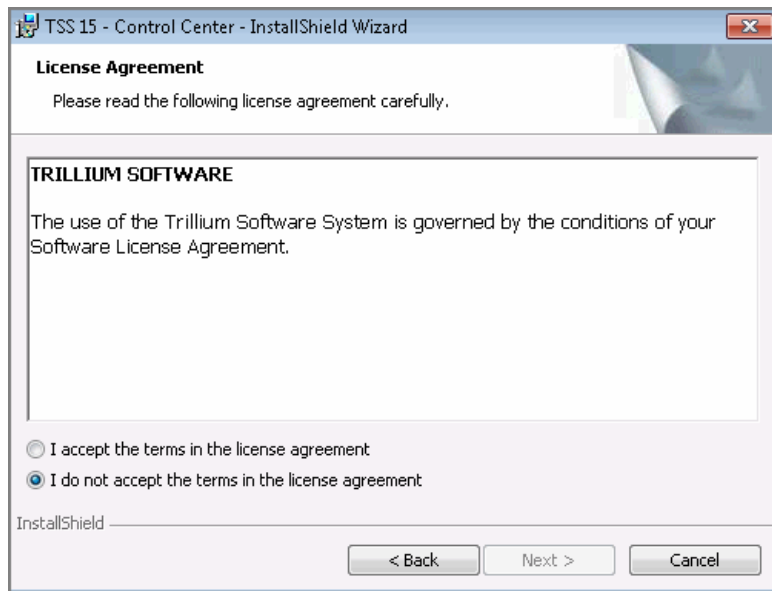 TSS 15 - Control Center - InstallShield Wizard
License Agreement
Please read the following license agreement carefully.
TRILLIUM SOFTWARE
The use of the Trillium Software System is governed by the conditions of your
Software License Agreement.
I accept the terms in the license agreement
I do not accept the terms in the license agreement
InstallShield
< Back Next > Cancel